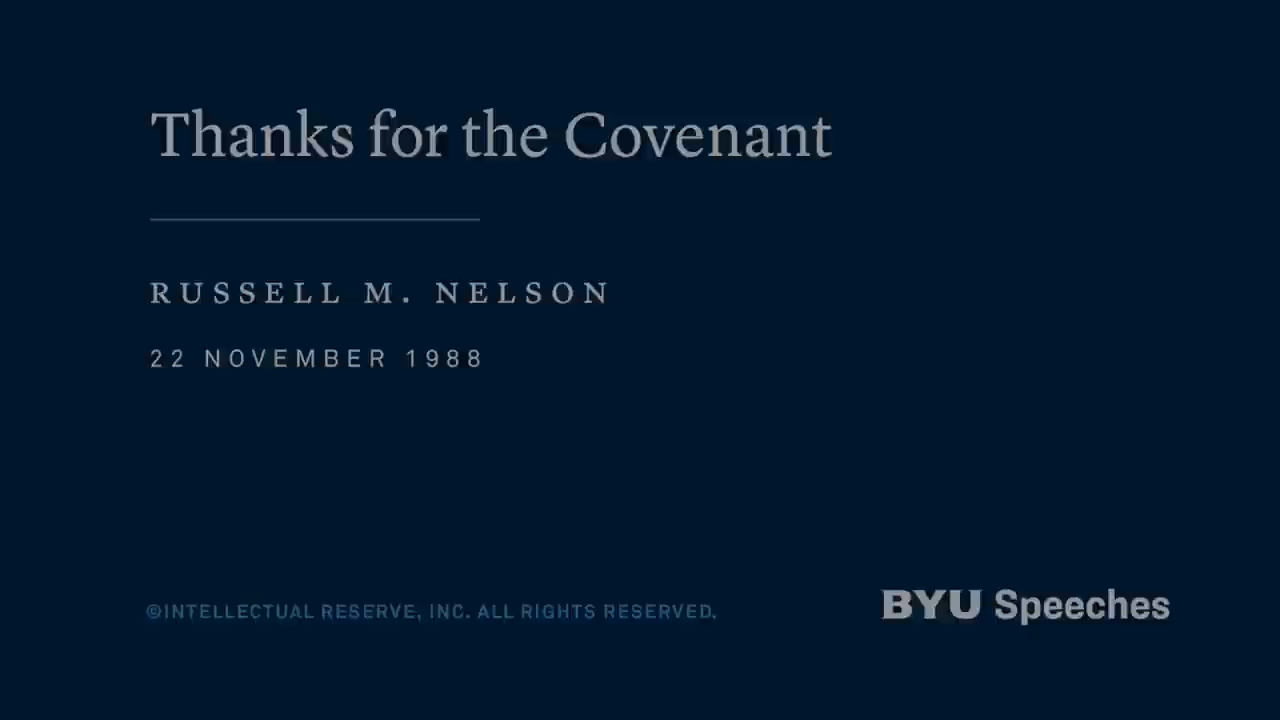 Thanks for the Covenant
RUSSELL M. NELSON
22 NOVEMBER 1988
©INTELLECTUAL RESERVE, INC. ALL RIGHTS RESERVED.
BYU Speeches